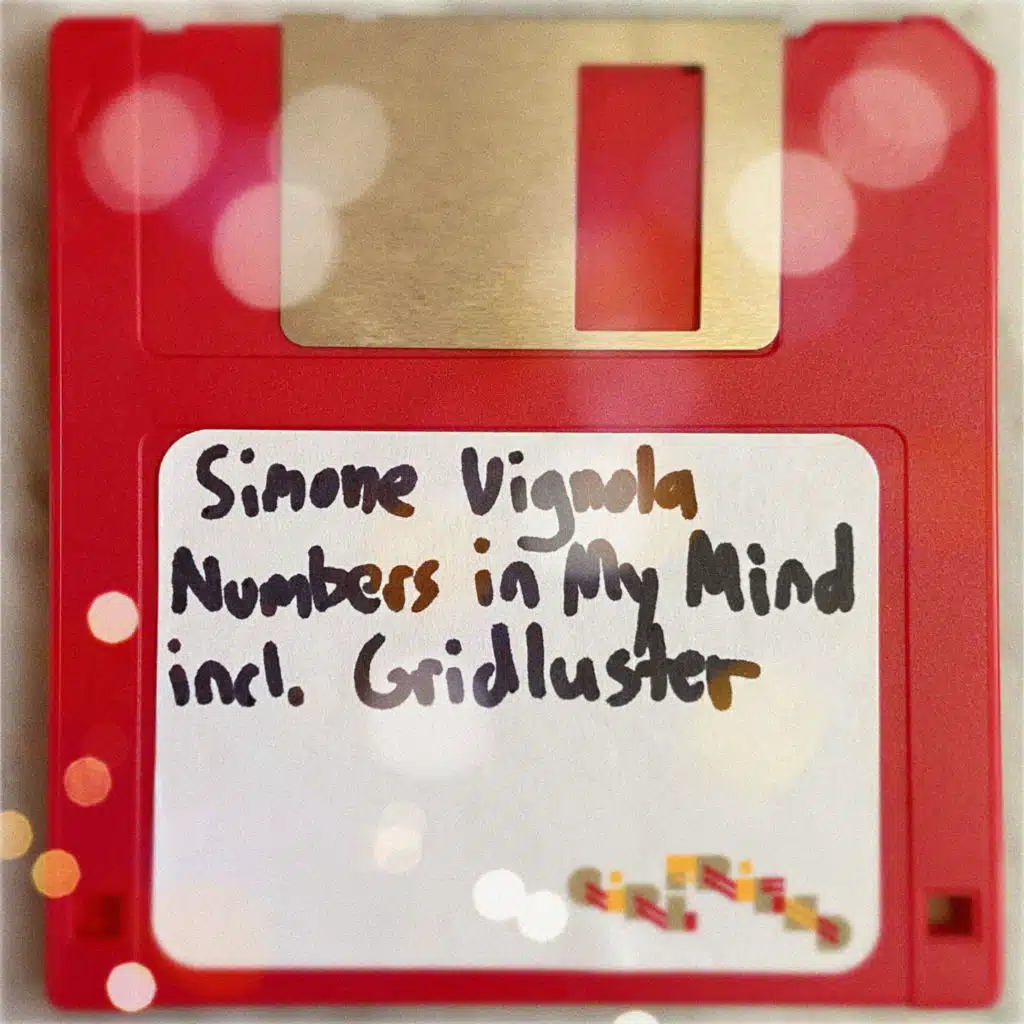 Simone Vignola
Numbers in My Mind
incl. Gridluster